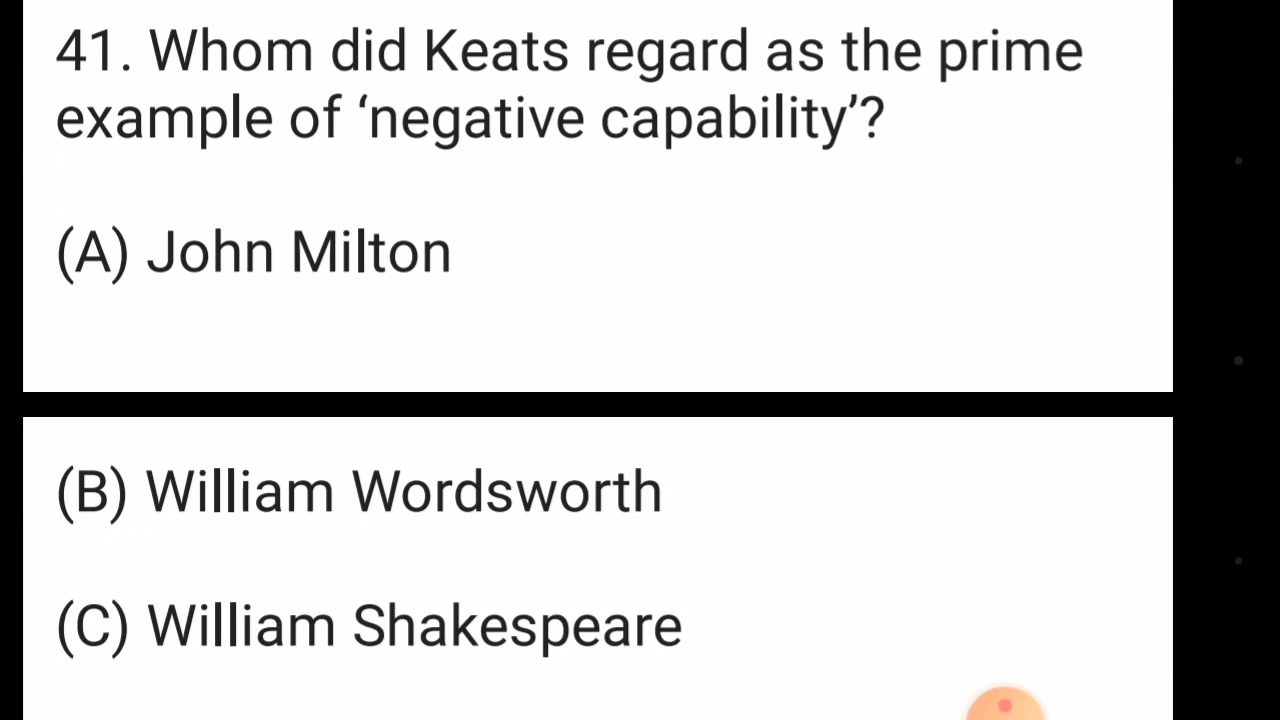 41. Whom did Keats regard as the prime
example of ‘negative capability’?
(A) John Milton
(B) William Wordsworth
(C) William Shakespeare